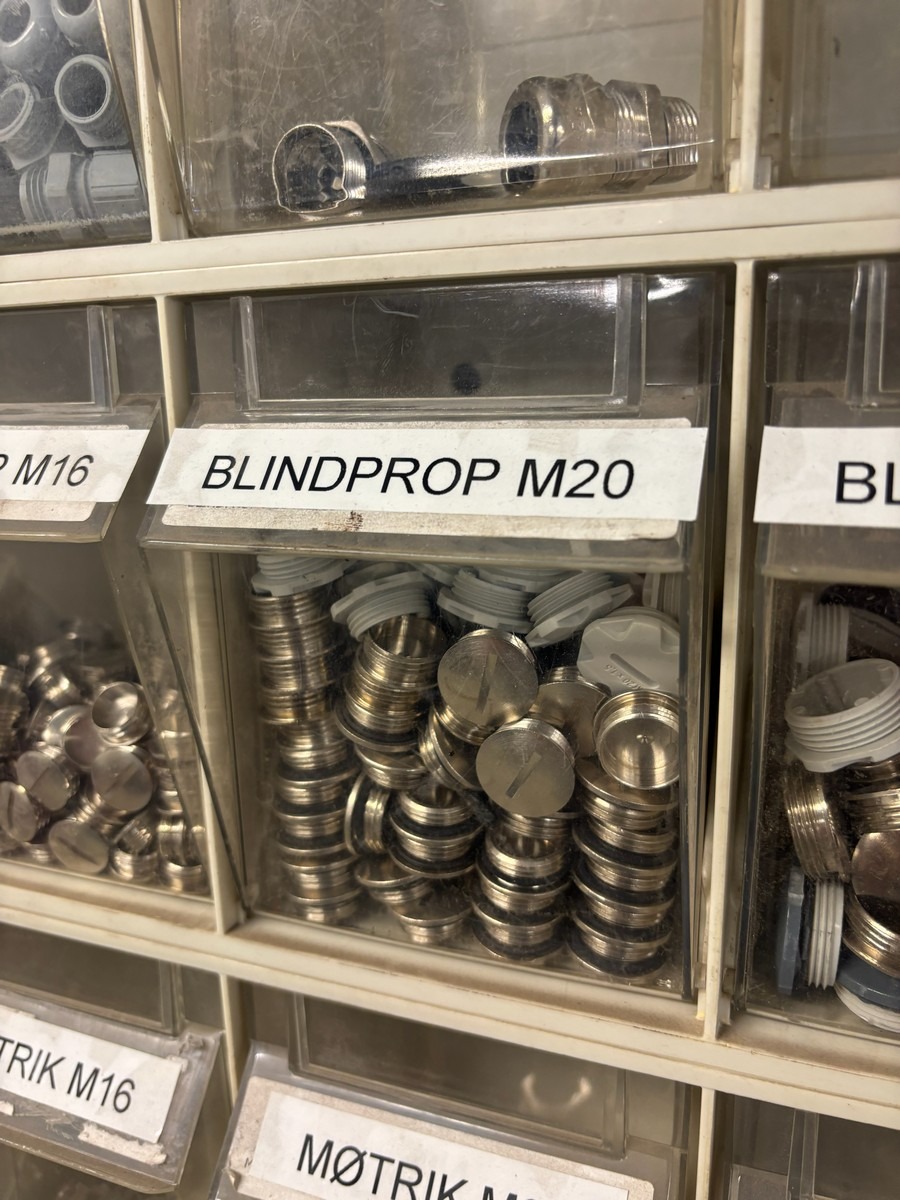 P M16
BLINDPROP M20
BL
TRIK M16
MØTRIK